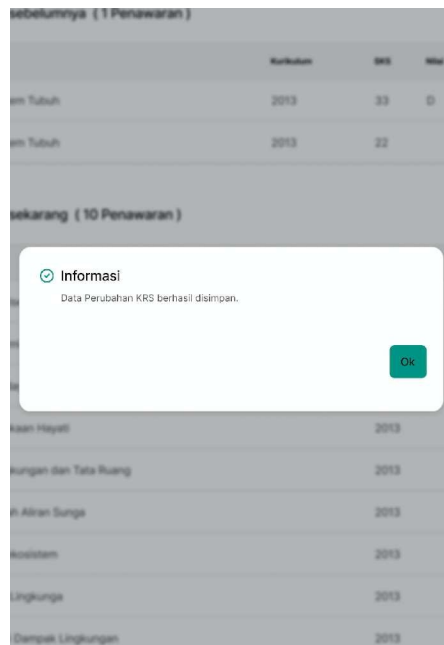 sebelumnya ( 1 Penawaran )
Kurikulum SKS Nilai
em Tubuh 2013 33 D
em Tubuh 2013 22
sekarang ( 10 Penawaran )
Informasi
Data Perubahan KRS berhasil disimpan.
Ok
kaan Hayati 2013
kungan dan Tata Ruang 2013
h Aliran Sunga 2013
kosistem 2013
Lingkunga 2013
Dampak Lingkungan 2013